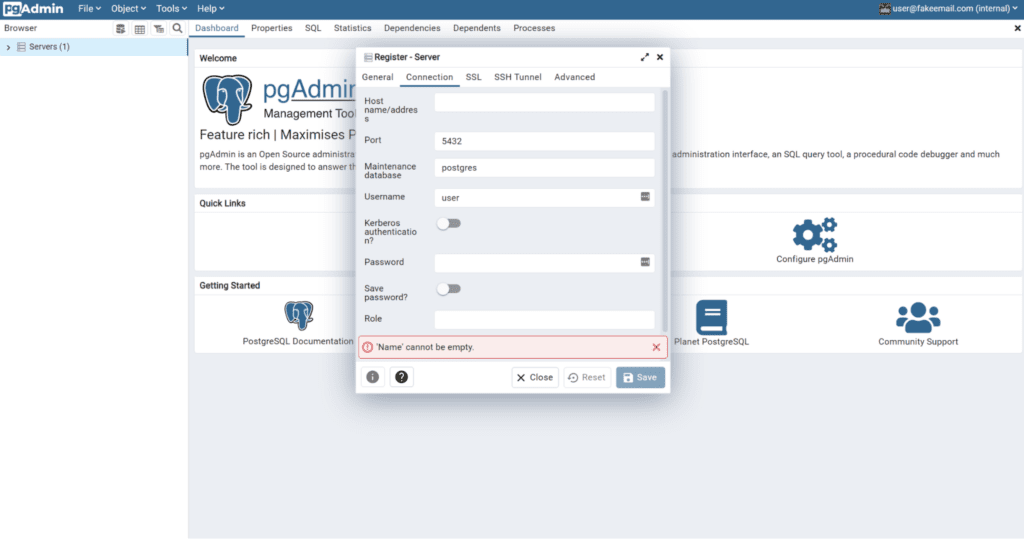 pgAdmin File Object Tools Help user@fakeemail.com (internal)
Browser Dashboard Properties SQL Statistics Dependencies Dependents Processes
Servers (1)
Welcome
pgAdmin
Management Too
Feature rich | Maximises P
pgAdmin is an Open Source administra administration interface, an SQL query tool, a procedural code debugger and much
more. The tool is designed to answer th
Quick Links
Configure pgAdmin
Getting Started
PostgreSQL Documentation Planet PostgreSQL Community Support
Register - Server
General Connection SSL SSH Tunnel Advanced
Host
name/addres
s
Port 5432
Maintenance
database
postgres
Username user
Kerberos
authenticatio
n?
Password
Save
password?
Role
'Name' cannot be empty.
Close Reset Save